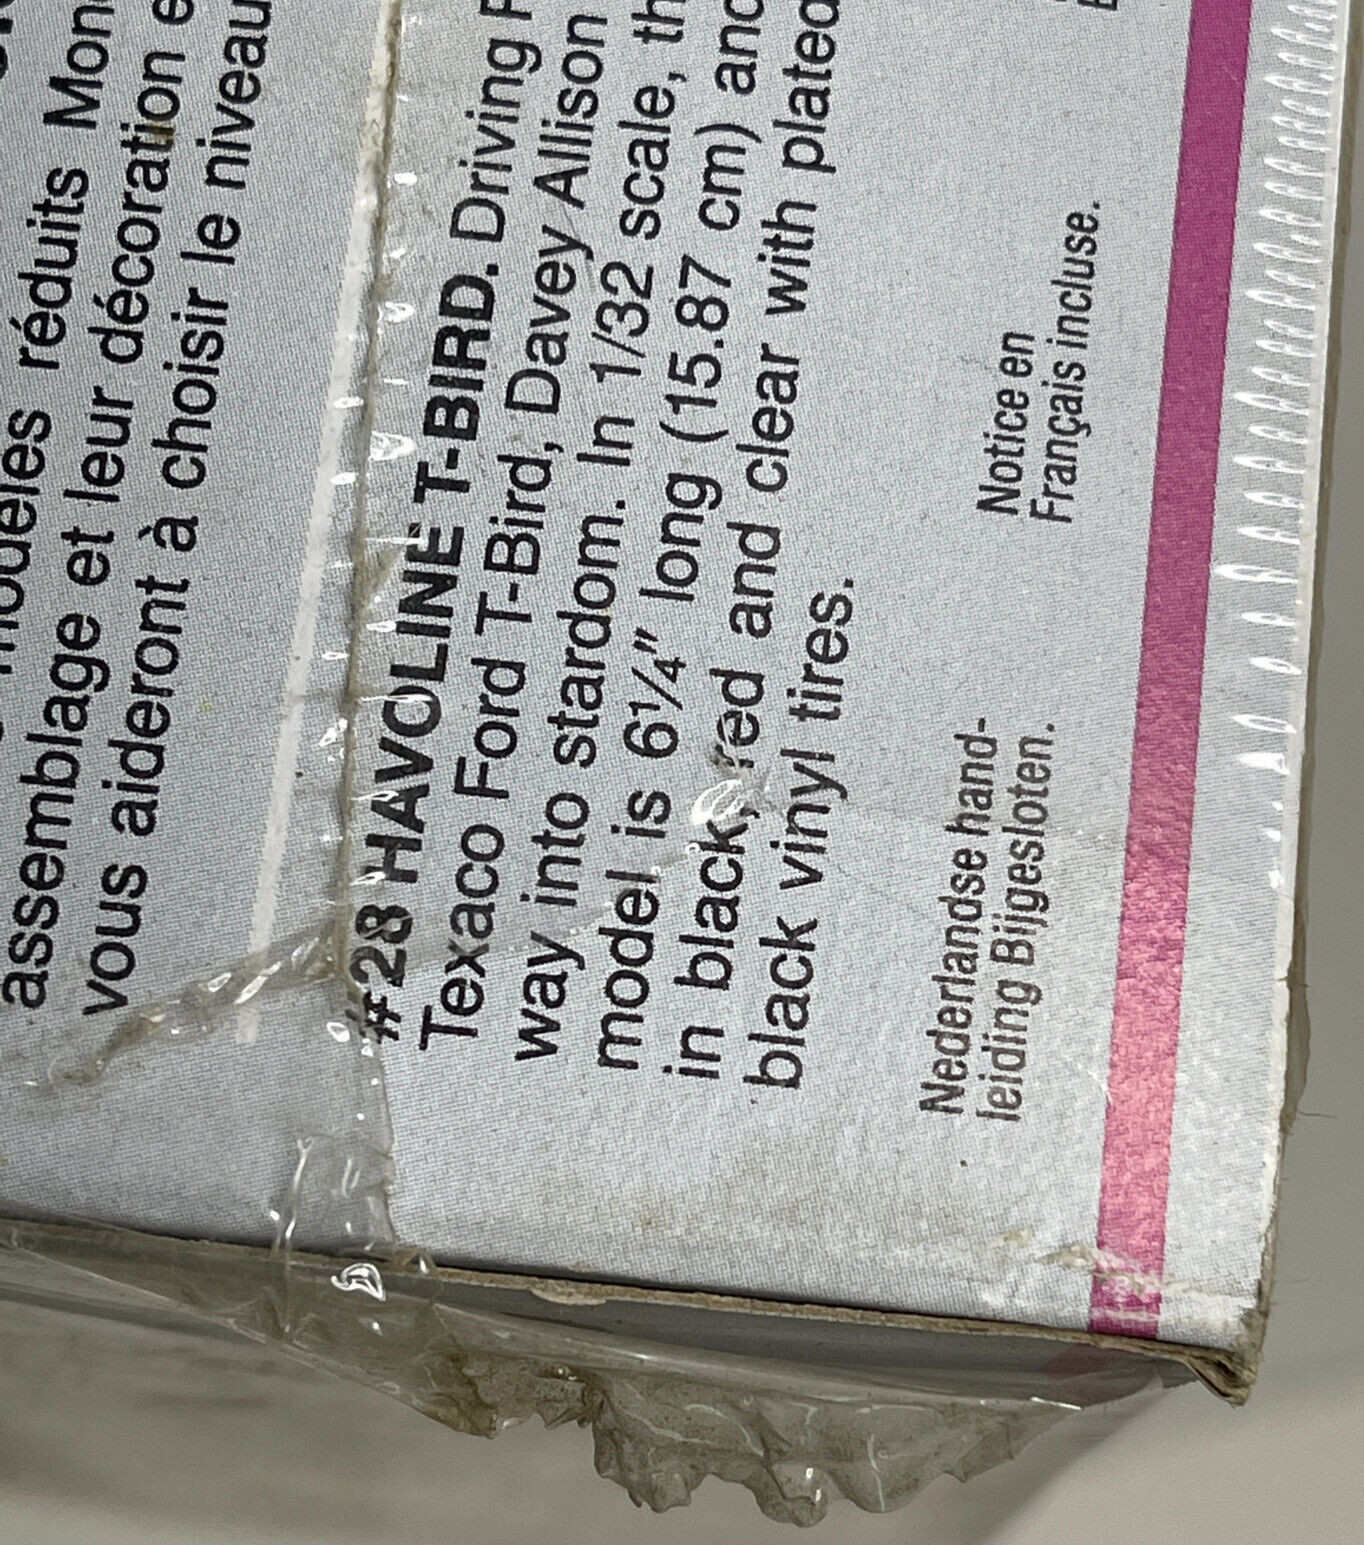 réduits
assemblage et leur décoration
vous aideront à choisir le niveau
#28 HAVOLINE T-BIRD. Driving
Texaco Ford T-Bird, Davey Allison
way into stardom. In 1/32 scale,
model is 6¼" long (15.87 cm) and
in black, red and clear with plated
black vinyl tires.
Nederlandse hand-
leiding Bijgesloten.
Notice en
Français incluse.